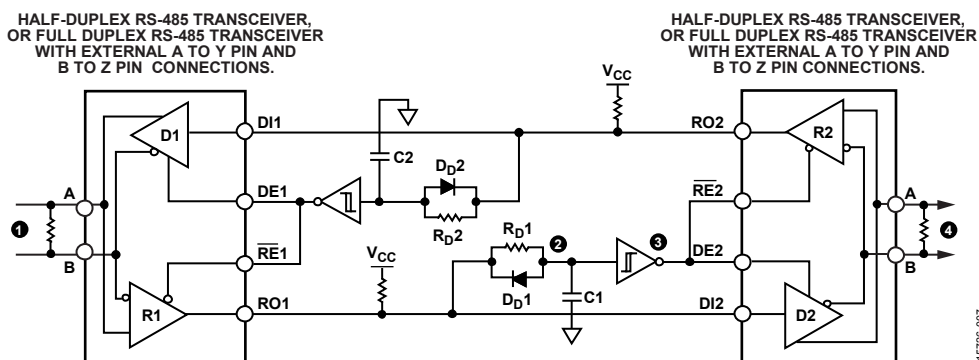 HALF-DUPLEX RS-485 TRANSCEIVER,
OR FULL DUPLEX RS-485 TRANSCEIVER
WITH EXTERNAL A TO Y PIN AND
B TO Z PIN CONNECTIONS.
HALF-DUPLEX RS-485 TRANSCEIVER,
OR FULL DUPLEX RS-485 TRANSCEIVER
WITH EXTERNAL A TO Y PIN AND
B TO Z PIN CONNECTIONS.
VCC
D1
DI1
RO2
R2
C2
DD2
A
DE1
RE2
A
1
RD2
RD1
2
3
4
B
RE1
VCC
DE2
B
DD1
C1
R1
RO1
DI2
D2